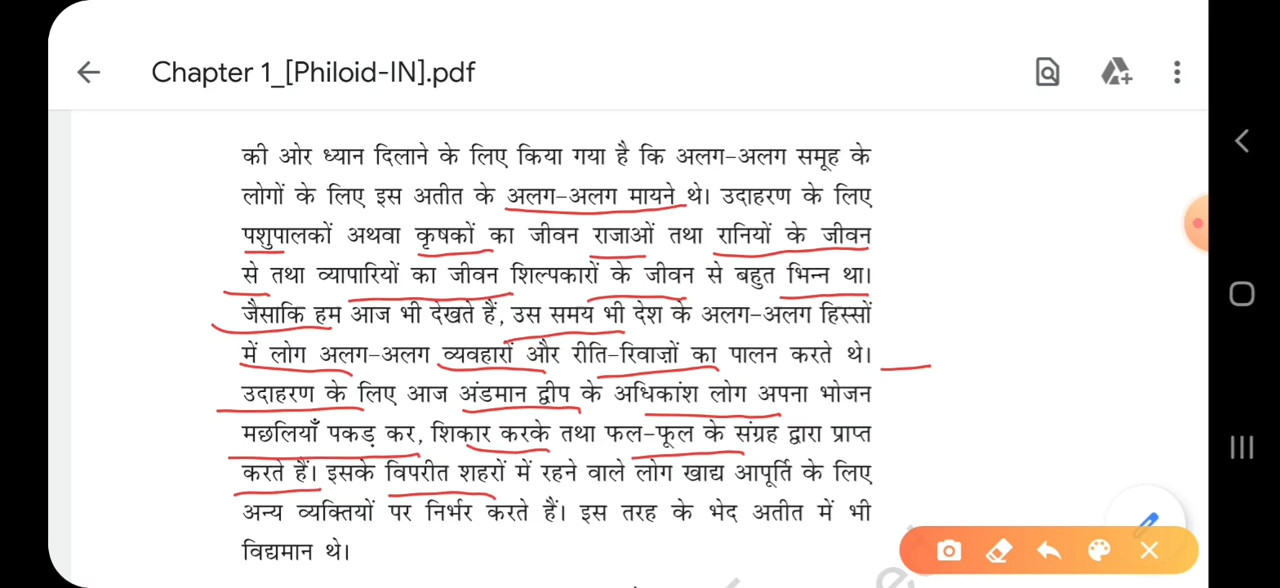 Chapter 1_[Philoid-IN].pdf
की ओर ध्यान दिलाने के लिए किया गया है कि अलग-अलग समूह के
लोगों के लिए इस अतीत के अलग-अलग मायने थे। उदाहरण के लिए
पशुपालकों अथवा कृषकों का जीवन राजाओं तथा रानियों के जीवन
से तथा व्यापारियों का जीवन शिल्पकारों के जीवन से बहुत भिन्न था।
जैसाकि हम आज भी देखते हैं, उस समय भी देश के अलग-अलग हिस्सों
में लोग अलग-अलग व्यवहारों और रीति-रिवाज़ों का पालन करते थे।
उदाहरण के लिए आज अंडमान द्वीप के अधिकांश लोग अपना भोजन
मछलियाँ पकड़ कर, शिकार करके तथा फल-फूल के संग्रह द्वारा प्राप्त
करते हैं। इसके विपरीत शहरों में रहने वाले लोग खाद्य आपूर्ति के लिए
अन्य व्यक्तियों पर निर्भर करते हैं। इस तरह के भेद अतीत में भी
विद्यमान थे।